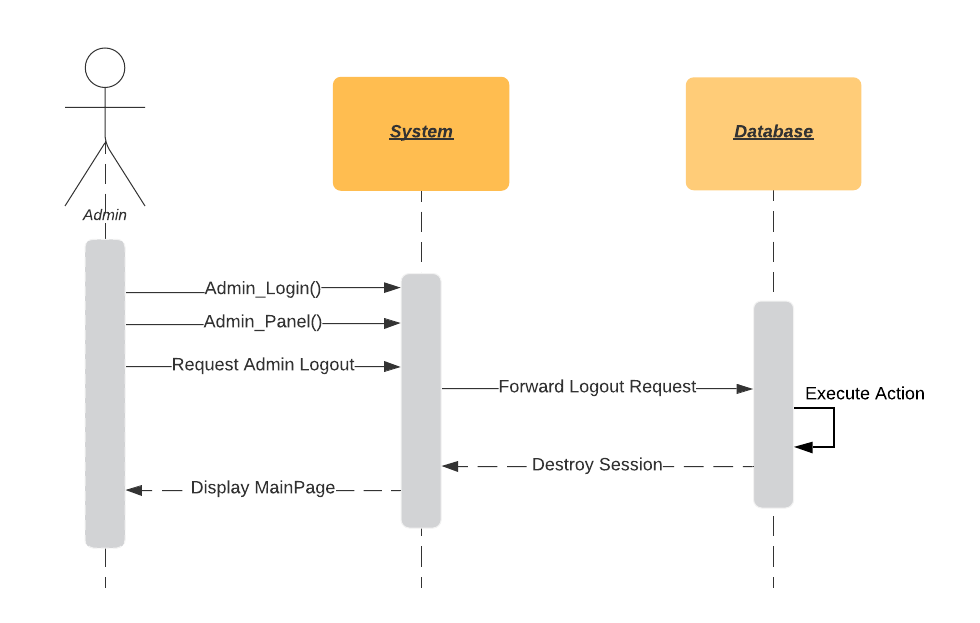 System
Database
Admin
Admin_Login()
Admin_Panel()
Request Admin Logout
Forward Logout Request
Execute Action
Destroy Session
Display MainPage